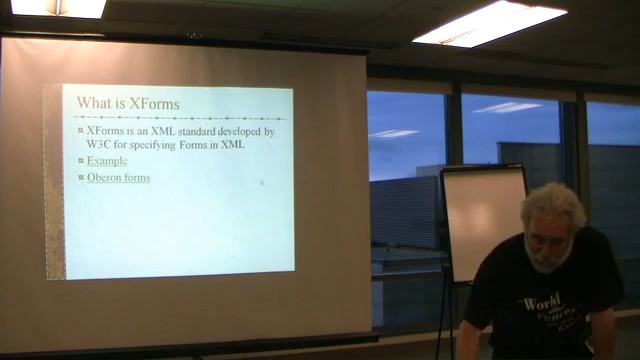 What is XForms
XForms is an XML standard developed by
W3C for specifying Forms in XML
Example
Oberon forms
World